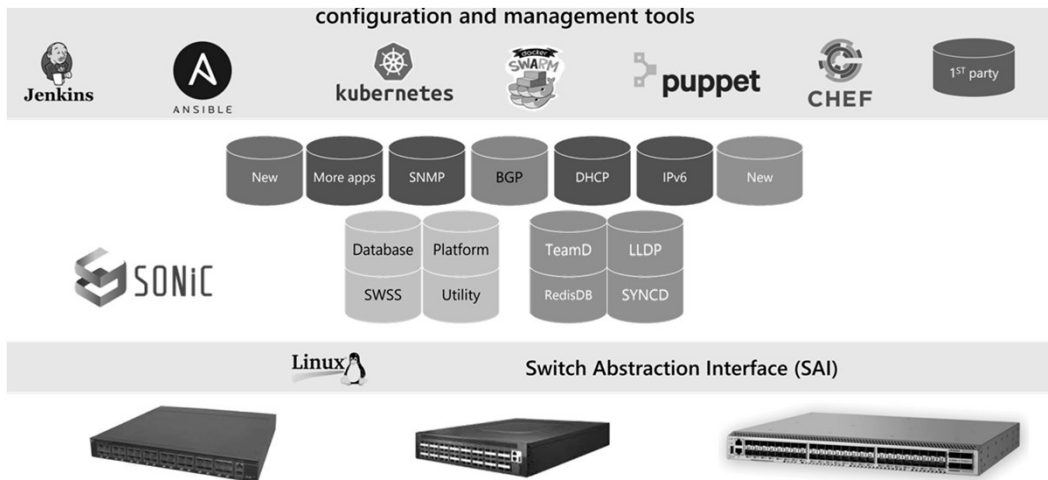 configuration and management tools
Jenkins
ANSIBLE
kubernetes
docker
SWARM
puppet
CHEF
1ST party
New
More apps
SNMP
BGP
DHCP
IPv6
New
Database
Platform
TeamD
LLDP
SWSS
Utility
RedisDB
SYNCD
SONiC
Linux
Switch Abstraction Interface (SAI)